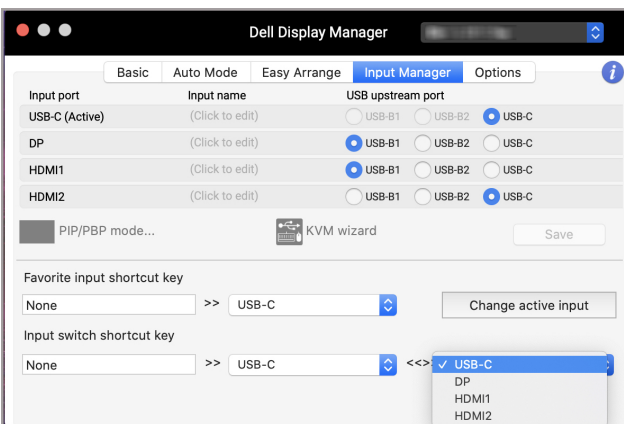 Dell Display Manager
Basic Auto Mode Easy Arrange Input Manager Options i
Input port Input name USB upstream port
USB-C (Active) (Click to edit) USB-B1 USB-B2 USB-C
DP (Click to edit) USB-B1 USB-B2 USB-C
HDMI1 (Click to edit) USB-B1 USB-B2 USB-C
HDMI2 (Click to edit) USB-B1 USB-B2 USB-C
PIP/PBP mode... KVM wizard Save
Favorite input shortcut key
None >> USB-C Change active input
Input switch shortcut key
None >> USB-C <<> ✓ USB-C
DP
HDMI1
HDMI2